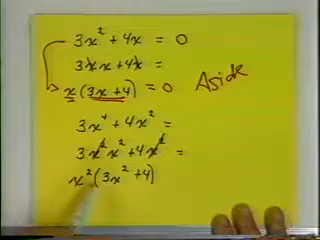 3x² + 4x = 0
3xx + 4x =
x(3x + 4) = 0 Aside
3x⁴ + 4x² =
3x²x² + 4x² =
x²(3x² + 4)